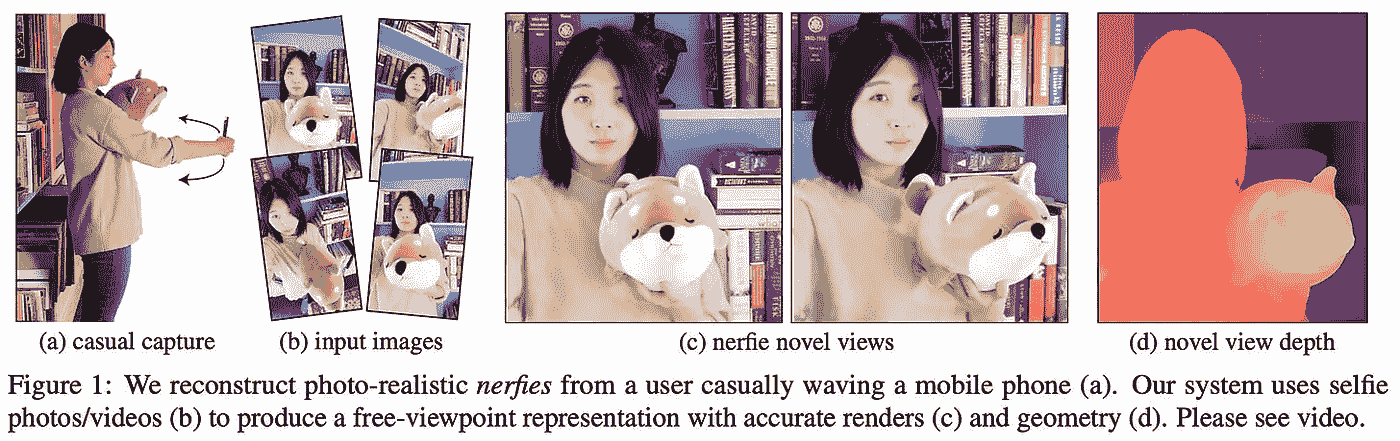 (a) casual capture
(b) input images
(c) nerfie novel views
(d) novel view depth
Figure 1: We reconstruct photo-realistic nerfies from a user casually waving a mobile phone (a). Our system uses selfie
photos/videos (b) to produce a free-viewpoint representation with accurate renders (c) and geometry (d). Please see video.